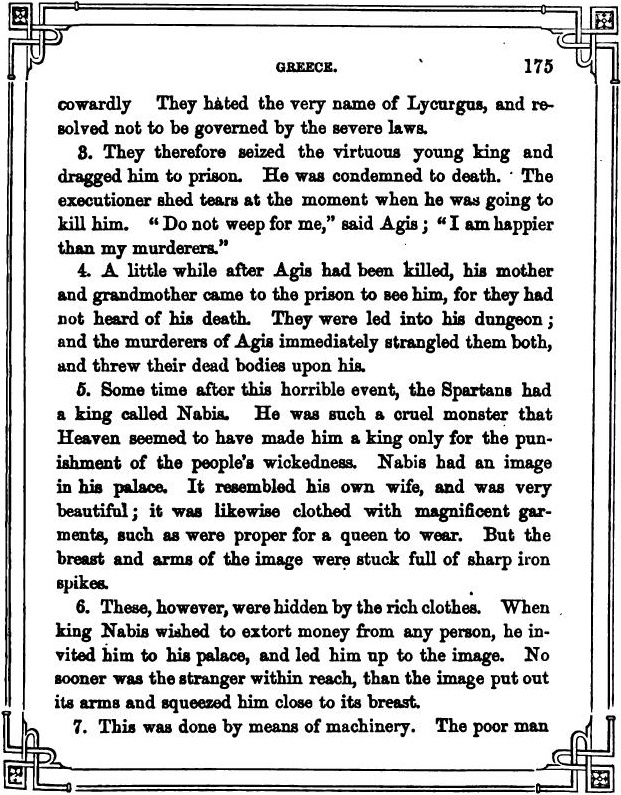 GREECE. 175
cowardly They hated the very name of Lycurgus, and re-
solved not to be governed by the severe laws.
3. They therefore seized the virtuous young king and
dragged him to prison. He was condemned to death. The
executioner shed tears at the moment when he was going to
kill him. “Do not weep for me,” said Agis; “I am happier
than my murderers.”
4. A little while after Agis had been killed, his mother
and grandmother came to the prison to see him, for they had
not heard of his death. They were led into his dungeon;
and the murderers of Agis immediately strangled them both,
and threw their dead bodies upon his.
5. Some time after this horrible event, the Spartans had
a king called Nabis. He was such a cruel monster that
Heaven seemed to have made him a king only for the pun-
ishment of the people's wickedness. Nabis had an image
in his palace. It resembled his own wife, and was very
beautiful; it was likewise clothed with magnificent gar-
ments, such as were proper for a queen to wear. But the
breast and arms of the image were stuck full of sharp iron
spikes.
6. These, however, were hidden by the rich clothes. When
king Nabis wished to extort money from any person, he in-
vited him to his palace, and led him up to the image. No
sooner was the stranger within reach, than the image put out
its arms and squeezed him close to its breast.
7. This was done by means of machinery. The poor man